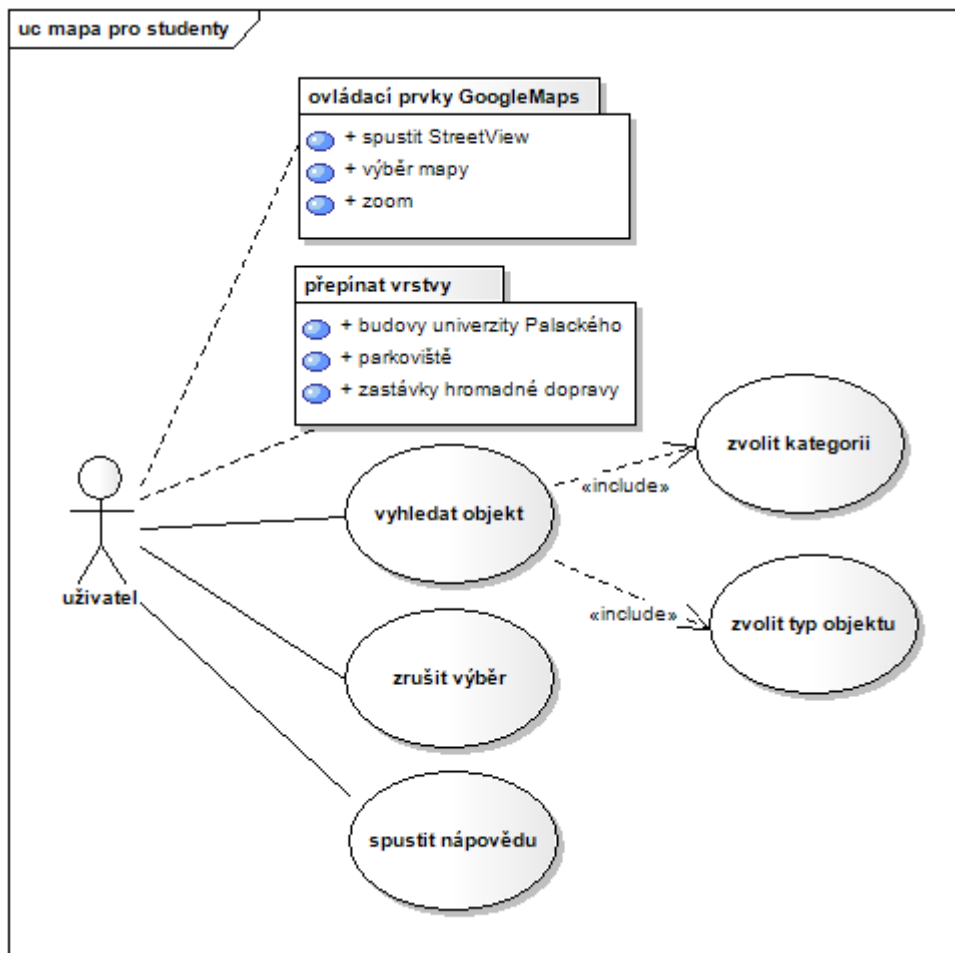 uc mapa pro studenty
ovládací prvky GoogleMaps
+ spustit StreetView
+ výběr mapy
+ zoom
přepínat vrstvy
+ budovy univerzity Palackého
+ parkoviště
+ zastávky hromadné dopravy
zvolit kategorii
«include»
vyhledat objekt
uživatel
«include»
zvolit typ objektu
zrušit výběr
spustit nápovědu